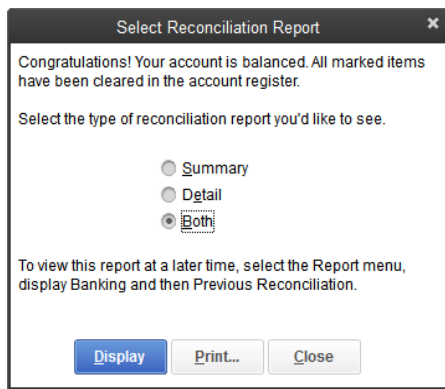 Select Reconciliation Report
Congratulations! Your account is balanced. All marked items
have been cleared in the account register.
Select the type of reconciliation report you'd like to see.
Summary
Detail
Both
To view this report at a later time, select the Report menu,
display Banking and then Previous Reconciliation.
Display Print... Close